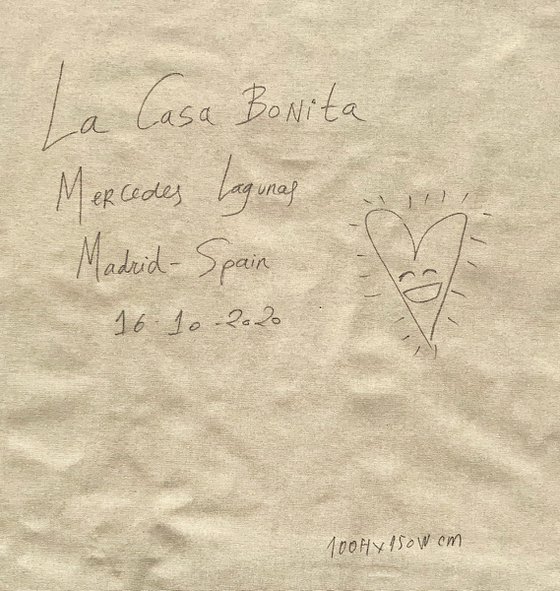 La Casa Bonita
Mercedes Lagunas
Madrid - Spain
16-10-2020
100H x 150W cm